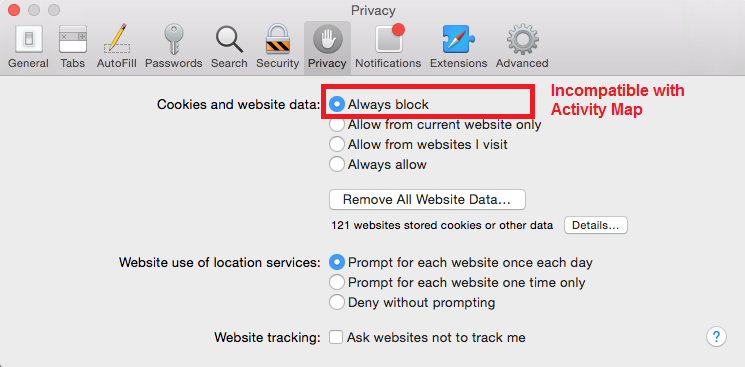 Privacy
General Tabs AutoFill Passwords Search Security Privacy Notifications Extensions Advanced
Cookies and website data: Always block
Incompatible with
Activity Map
Allow from current website only
Allow from websites I visit
Always allow
Remove All Website Data...
121 websites stored cookies or other data Details...
Website use of location services: Prompt for each website once each day
Prompt for each website one time only
Deny without prompting
Website tracking: Ask websites not to track me ?